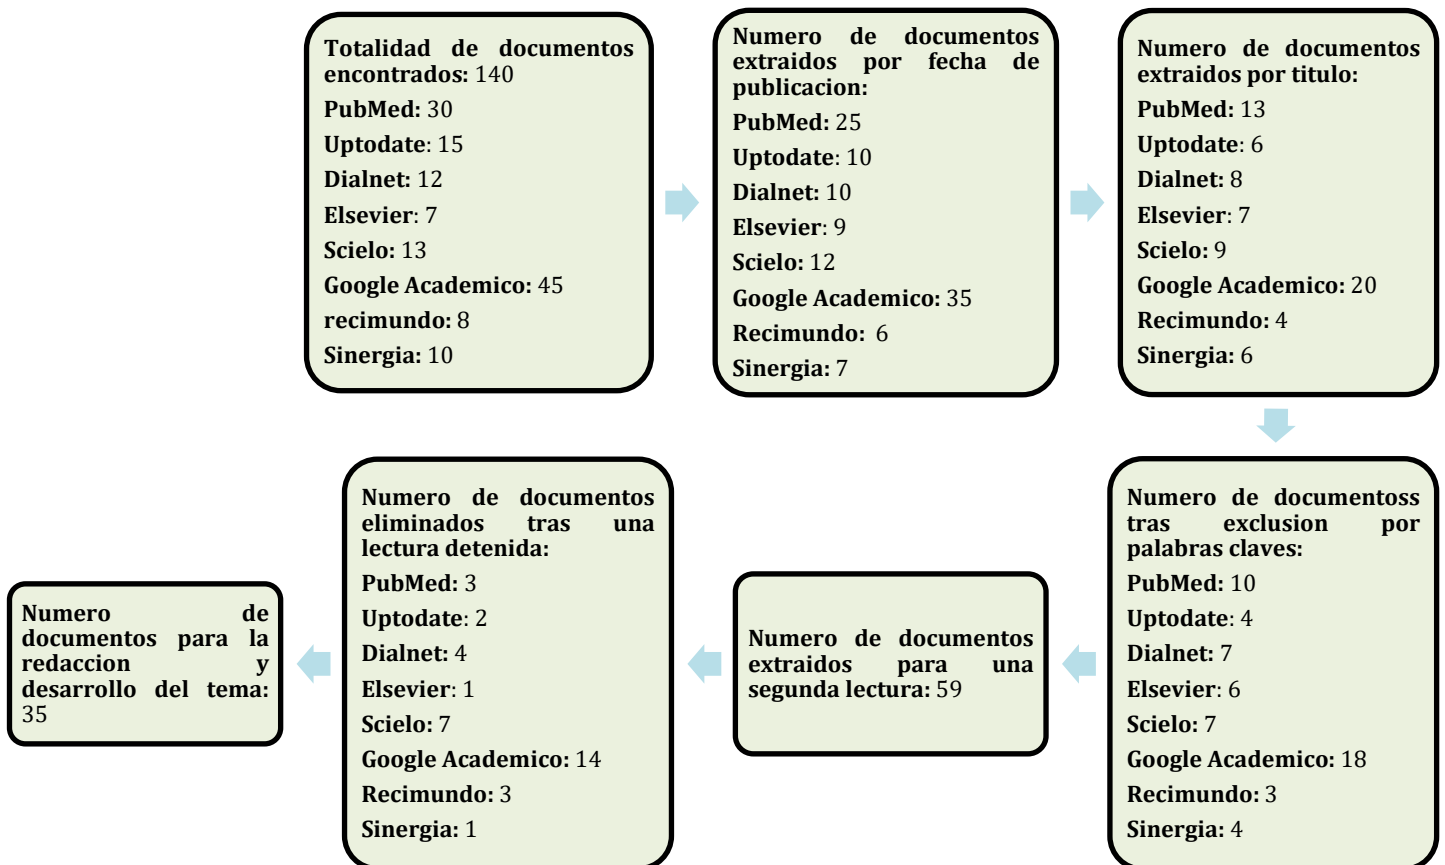 Totalidad de documentos
encontrados: 140
PubMed: 30
Uptodate: 15
Dialnet: 12
Elsevier: 7
Scielo: 13
Google Academico: 45
recimundo: 8
Sinergia: 10
Numero de documentos
extraidos por fecha de
publicacion:
PubMed: 25
Uptodate: 10
Dialnet: 10
Elsevier: 9
Scielo: 12
Google Academico: 35
Recimundo: 6
Sinergia: 7
Numero de documentos
extraidos por titulo:
PubMed: 13
Uptodate: 6
Dialnet: 8
Elsevier: 7
Scielo: 9
Google Academico: 20
Recimundo: 4
Sinergia: 6
Numero de documentoss
tras exclusion por
palabras claves:
PubMed: 10
Uptodate: 4
Dialnet: 7
Elsevier: 6
Scielo: 7
Google Academico: 18
Recimundo: 3
Sinergia: 4
Numero de documentos
extraidos para una
segunda lectura: 59
Numero de documentos
eliminados tras una
lectura detenida:
PubMed: 3
Uptodate: 2
Dialnet: 4
Elsevier: 1
Scielo: 7
Google Academico: 14
Recimundo: 3
Sinergia: 1
Numero de
documentos para la
redaccion y
desarrollo del tema:
35